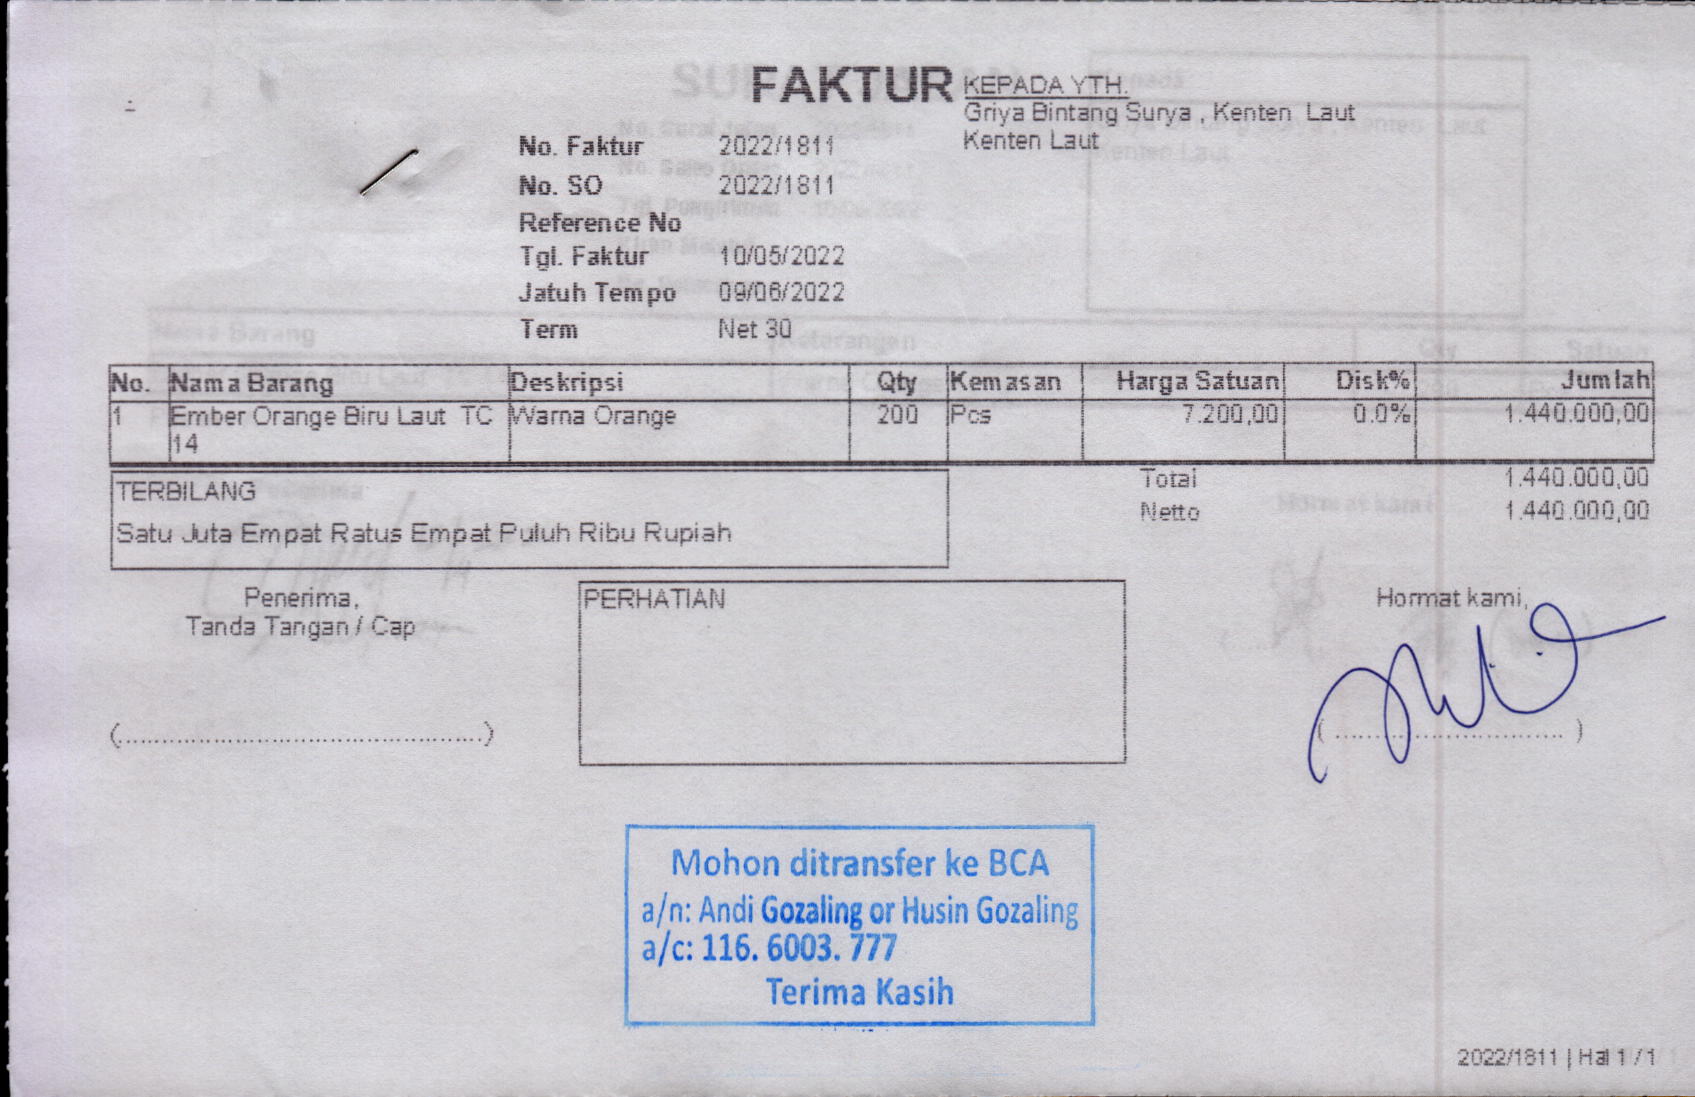 FAKTUR
KEPADA YTH.
Griya Bintang Surya , Kenten Laut
Kenten Laut
No. Faktur 2022/1811
No. SO 2022/1811
Reference No
Tgl. Faktur 10/05/2022
Jatuh Tempo 09/06/2022
Term Net 30
No. Nama Barang Deskripsi Qty Kemasan Harga Satuan Disk% Jumlah
1 Ember Orange Biru Laut TC Warna Orange 200 Pcs 7.200,00 0.0% 1.440.000,00
14
Total 1.440.000,00
Netto 1.440.000,00
TERBILANG
Satu Juta Empat Ratus Empat Puluh Ribu Rupiah
Penerima,
Tanda Tangan / Cap
PERHATIAN
Hormat kami,
Mohon ditransfer ke BCA
a/n: Andi Gozaling or Husin Gozaling
a/c: 116. 6003. 777
Terima Kasih
2022/1811 | Hal 1 / 1